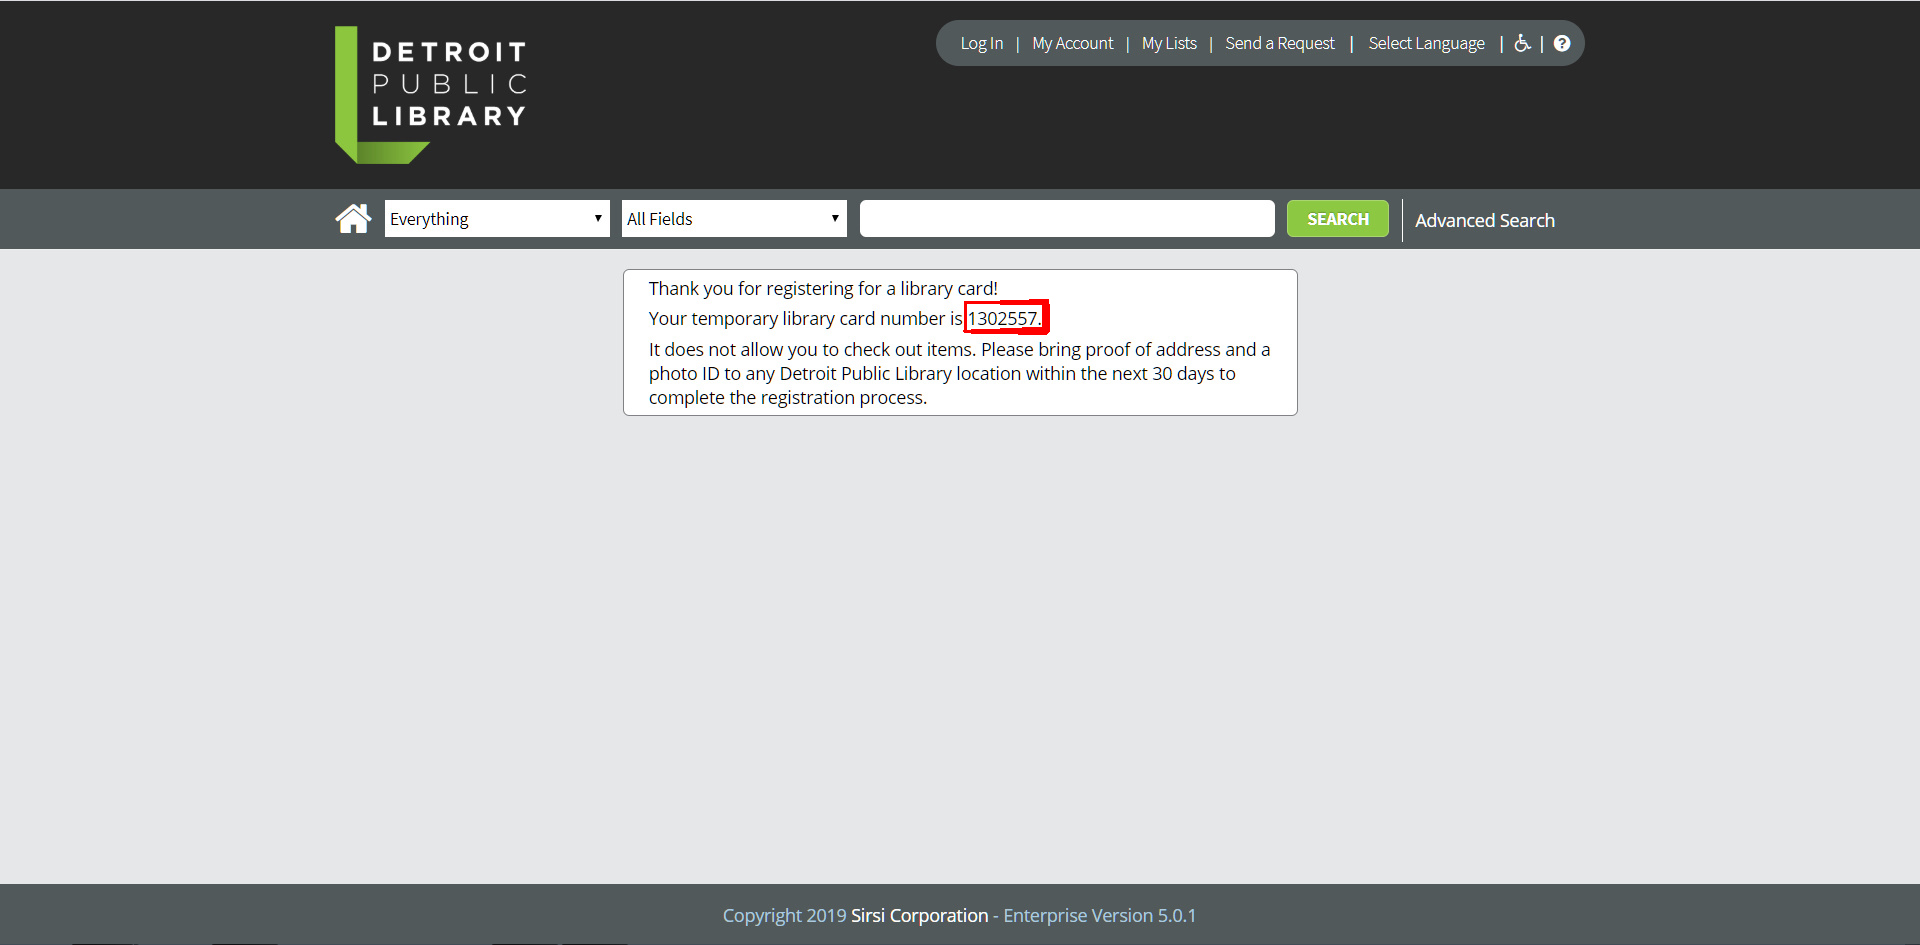 DETROIT
PUBLIC
LIBRARY
Log In | My Account | My Lists | Send a Request | Select Language | | ?
Everything All Fields SEARCH Advanced Search
Thank you for registering for a library card!
Your temporary library card number is 1302557.
It does not allow you to check out items. Please bring proof of address and a
photo ID to any Detroit Public Library location within the next 30 days to
complete the registration process.
Copyright 2019 Sirsi Corporation - Enterprise Version 5.0.1